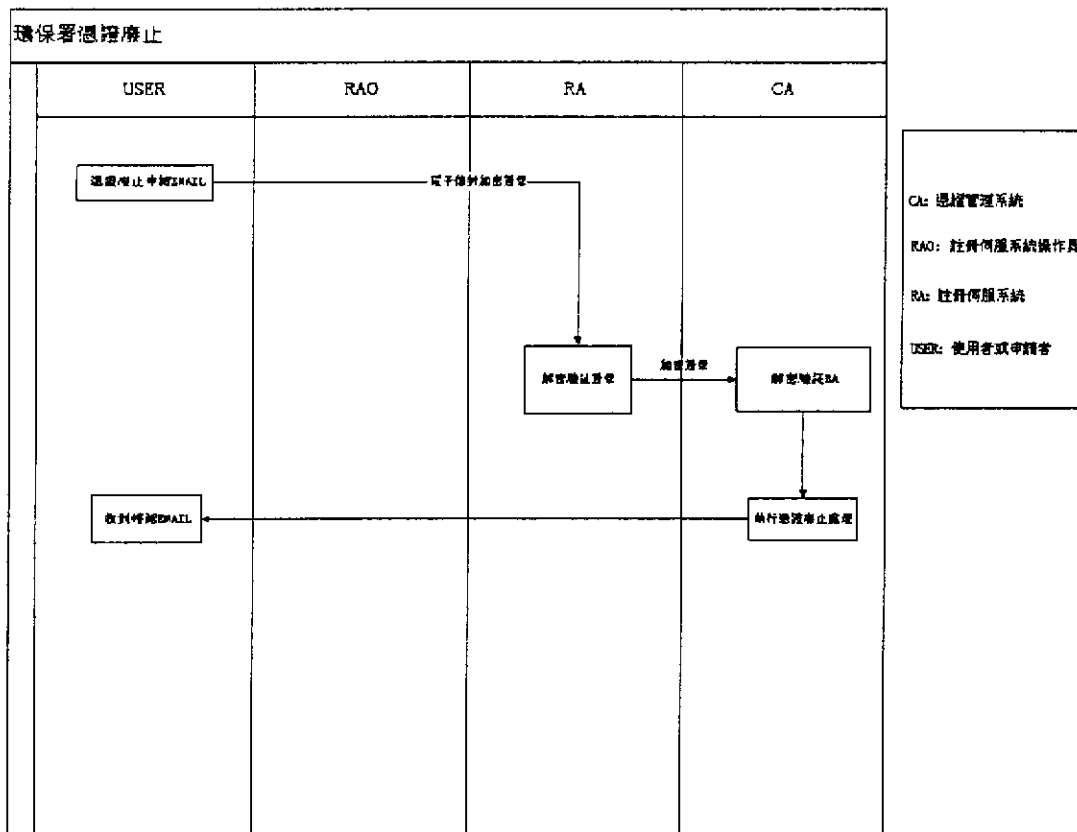 環保署憑證廢止
USER
RAO
RA
CA
憑證廢止申請EMAIL
電子信封加密簽章
CA: 憑證管理系統
RAO: 註冊伺服系統操作員
RA: 註冊伺服系統
USER: 使用者或申請者
解密驗証簽章
加密簽章
解密驗証RA
收到確認EMAIL
執行憑證廢止處理